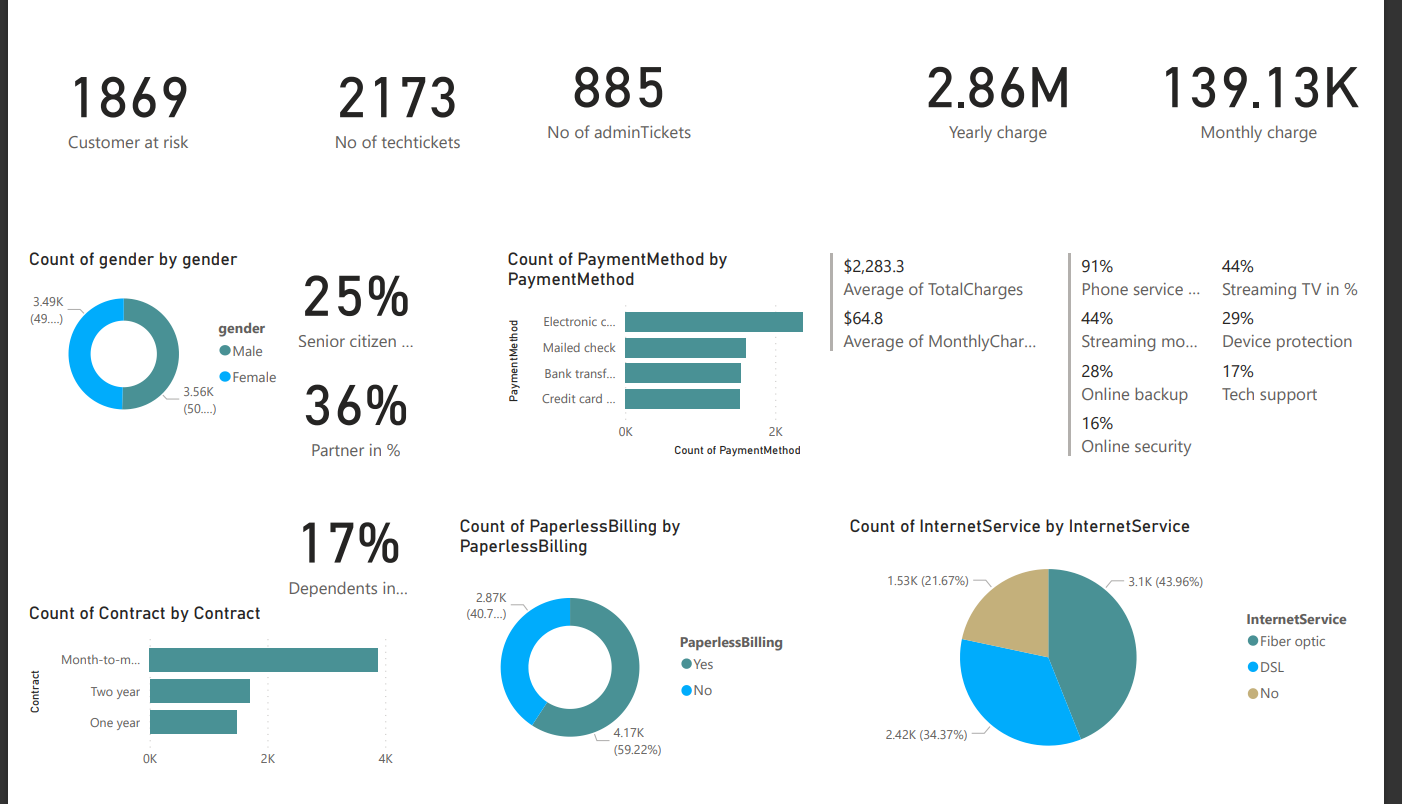 1869
Customer at risk
2173
No of techtickets
885
No of adminTickets
2.86M
Yearly charge
139.13K
Monthly charge
Count of gender by gender
3.49K
(49....)
3.56K
(50....)
gender
Male
Female
25%
Senior citizen ...
36%
Partner in %
17%
Dependents in...
Count of PaymentMethod by
PaymentMethod
PaymentMethod
Electronic c...
Mailed check
Bank transf...
Credit card ...
0K
2K
Count of PaymentMethod
$2,283.3
Average of TotalCharges
$64.8
Average of MonthlyChar...
91%
Phone service ...
44%
Streaming TV in %
44%
Streaming mo...
29%
Device protection
28%
Online backup
17%
Tech support
16%
Online security
Count of Contract by Contract
Contract
Month-to-m...
Two year
One year
0K
2K
4K
Count of PaperlessBilling by
PaperlessBilling
2.87K
(40.7...)
4.17K
(59.22%)
PaperlessBilling
Yes
No
Count of InternetService by InternetService
1.53K (21.67%)
3.1K (43.96%)
2.42K (34.37%)
InternetService
Fiber optic
DSL
No